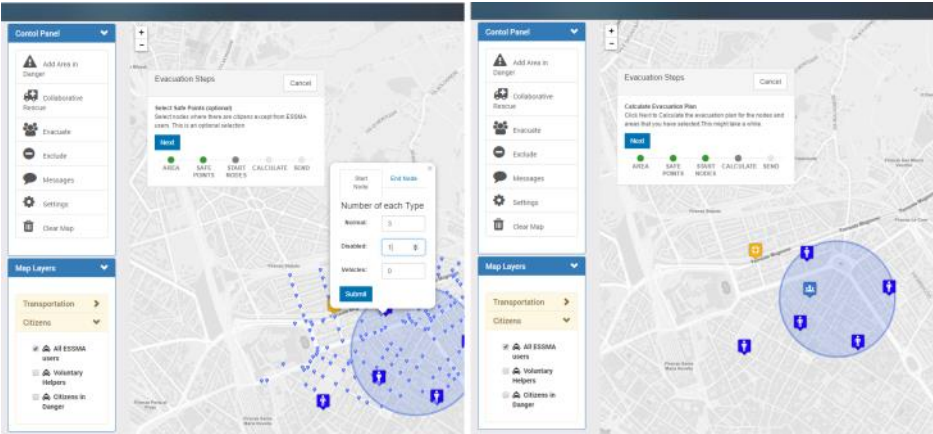 Contol Panel
Add Area in
Danger
Collaborative
Rescue
Evacuate
Exclude
Messages
Settings
Clear Map
Map Layers
Transportation
Citizens
All ESSMA
users
Voluntary
Helpers
Citizens in
Danger
+
-
Evacuation Steps
Cancel
Select Safe Points (optional)
Select nodes where there are citizens except from ESSMA
users. This is an optional selection
Next
AREA SAFE START CALCULATE SEND
POINTS NODES
×
Start
Node
End Node
Number of each Type
Normal: 3
Disabled: 1
Vehicles: 0
Submit
Contol Panel
Add Area in
Danger
Collaborative
Rescue
Evacuate
Exclude
Messages
Settings
Clear Map
Map Layers
Transportation
Citizens
All ESSMA
users
Voluntary
Helpers
Citizens in
Danger
+
-
Evacuation Steps
Cancel
Calculate Evacuation Plan
Click Next to Calculate the evacuation plan for the nodes and
areas that you have selected.This might take a while.
Next
AREA SAFE START CALCULATE SEND
POINTS NODES